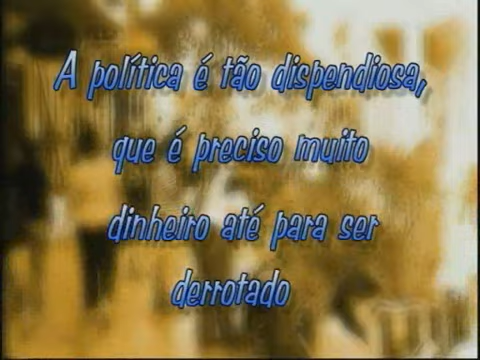 A política é tão dispendiosa,
que é preciso muito
dinheiro até para ser
derrotado